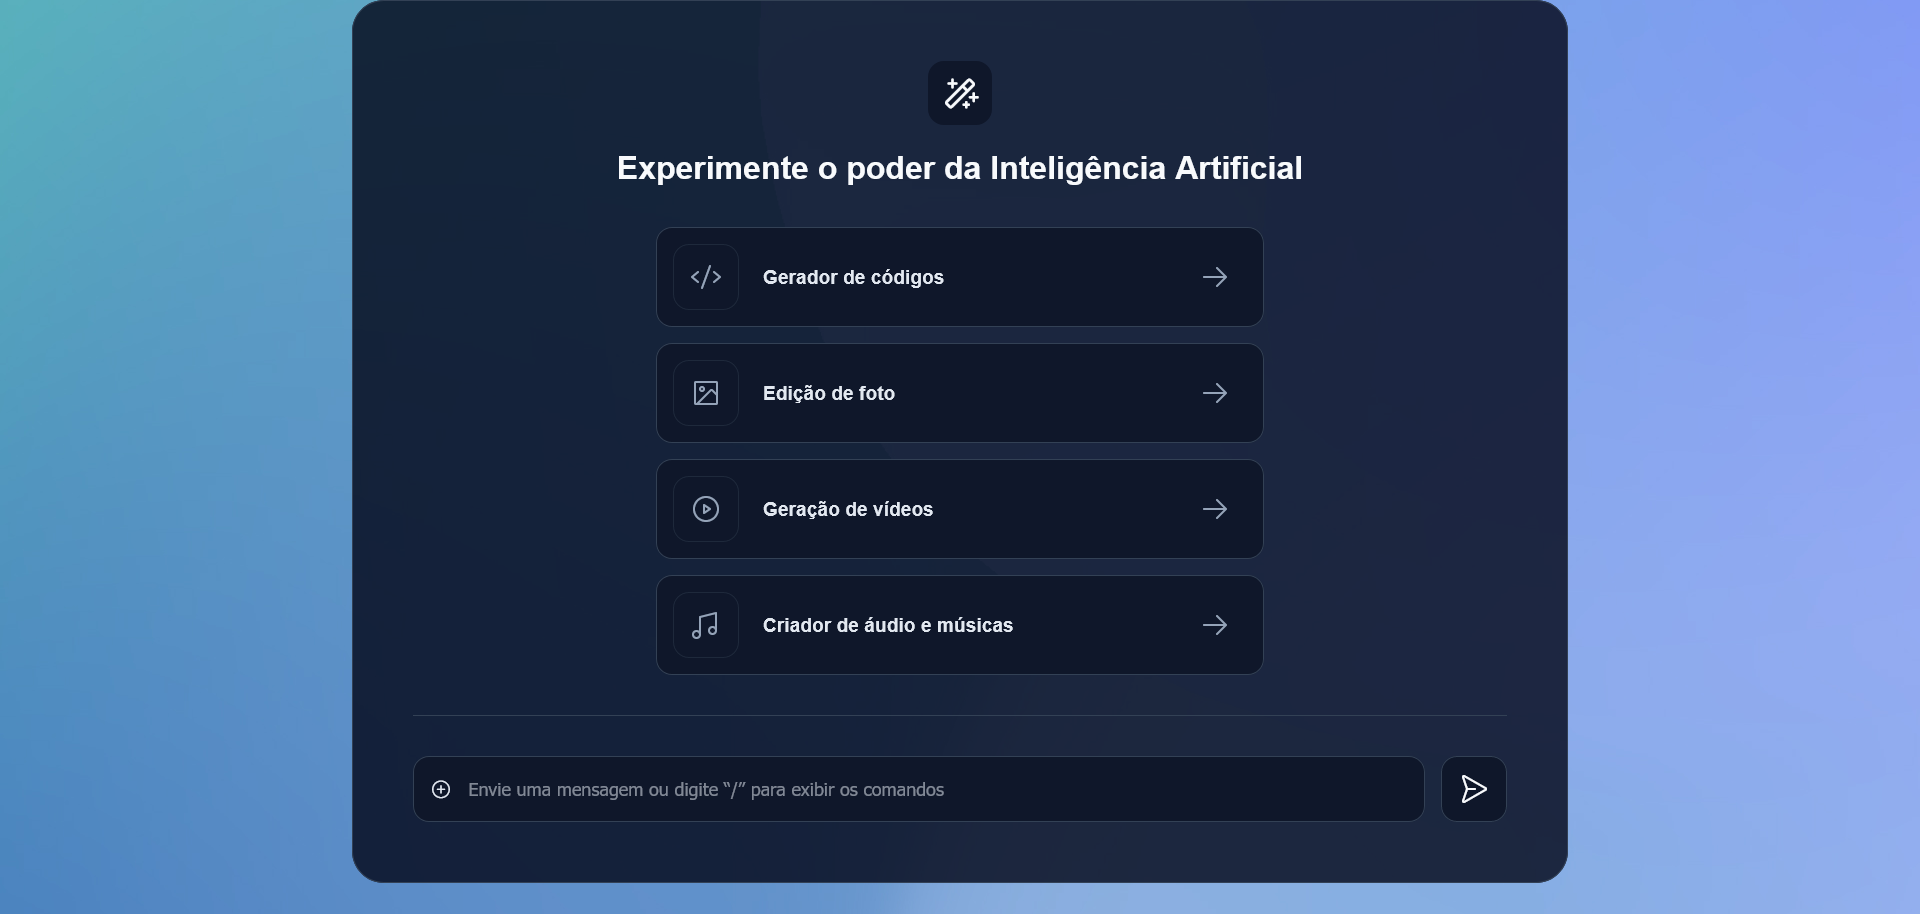 Experimente o poder da Inteligência Artificial
Gerador de códigos
Edição de foto
Geração de vídeos
Criador de áudio e músicas
Envie uma mensagem ou digite “/” para exibir os comandos